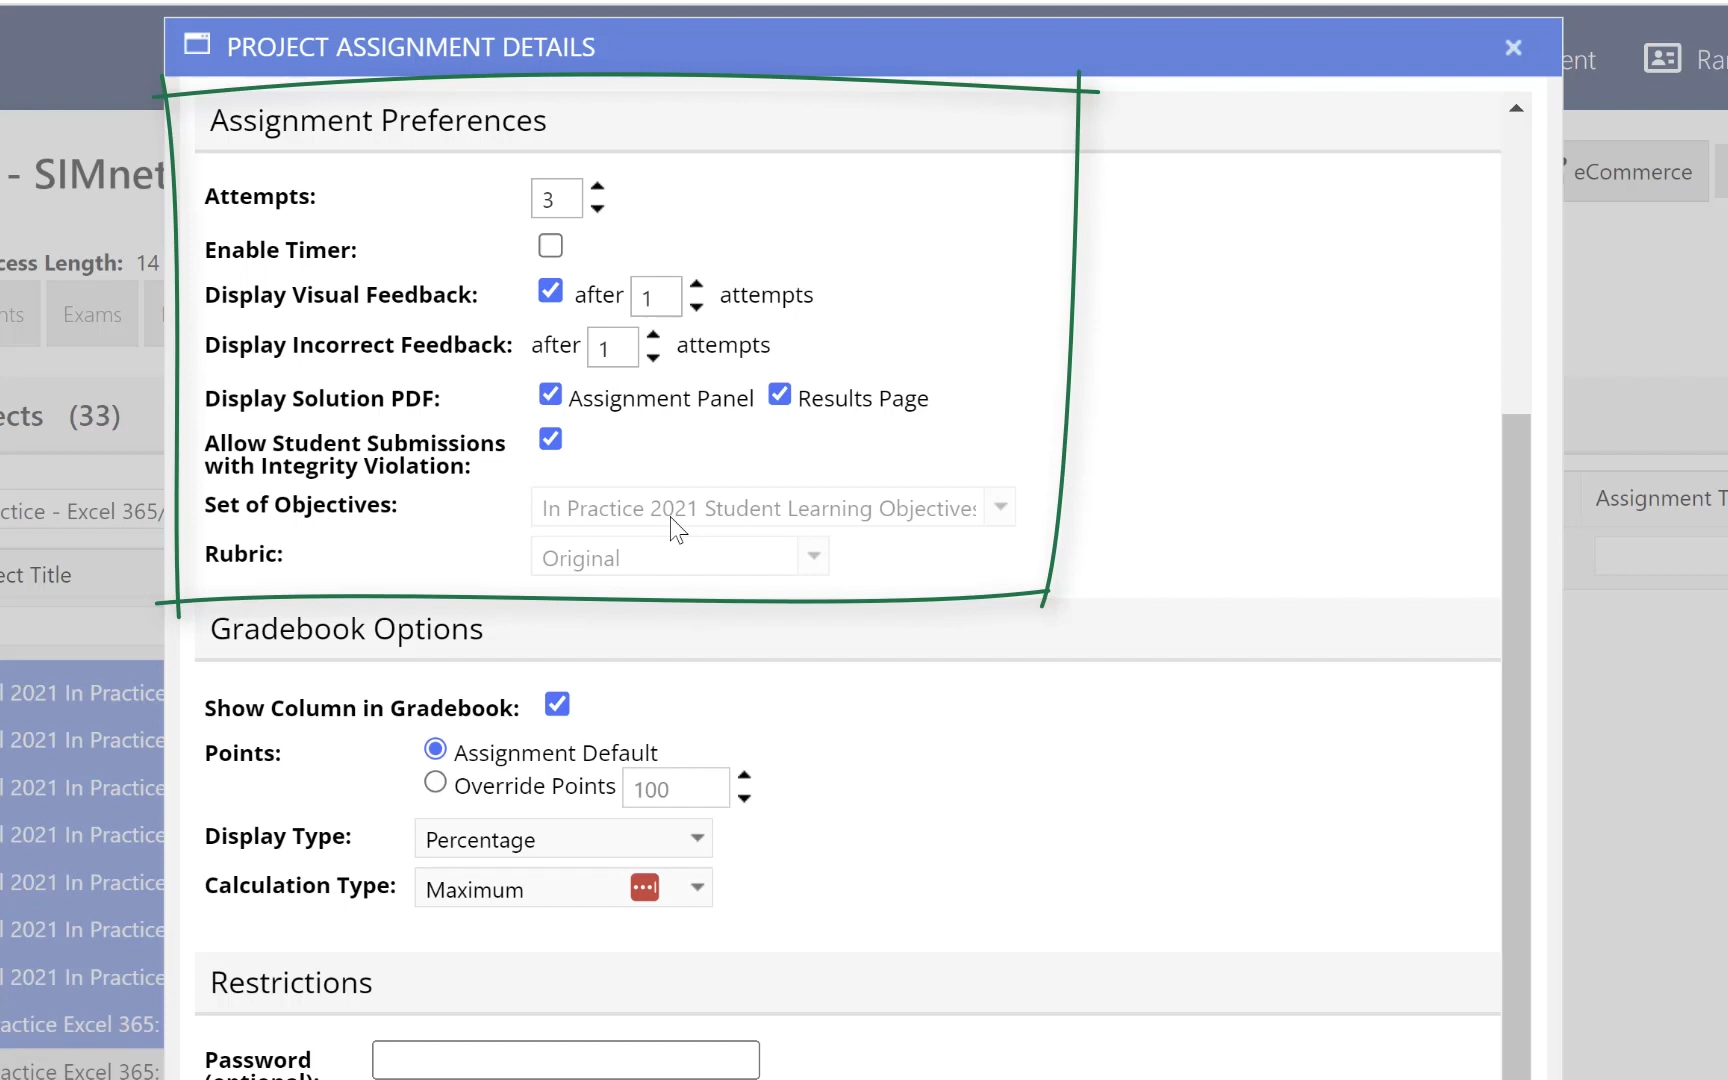 PROJECT ASSIGNMENT DETAILS
Assignment Preferences
Attempts: 3
Enable Timer:
Display Visual Feedback: after 1 attempts
Display Incorrect Feedback: after 1 attempts
Display Solution PDF: Assignment Panel Results Page
Allow Student Submissions
with Integrity Violation:
Set of Objectives: In Practice 2021 Student Learning Objectives
Rubric: Original
Gradebook Options
Show Column in Gradebook:
Points: Assignment Default
Override Points 100
Display Type: Percentage
Calculation Type: Maximum
Restrictions
Password
- SIMnet
cess Length: 14
nts Exams
ects (33)
ctice - Excel 365/
ect Title
l 2021 In Practice
l 2021 In Practice
l 2021 In Practice
l 2021 In Practice
l 2021 In Practice
l 2021 In Practice
l 2021 In Practice
actice Excel 365:
actice Excel 365:
ent Ra
eCommerce
Assignment T